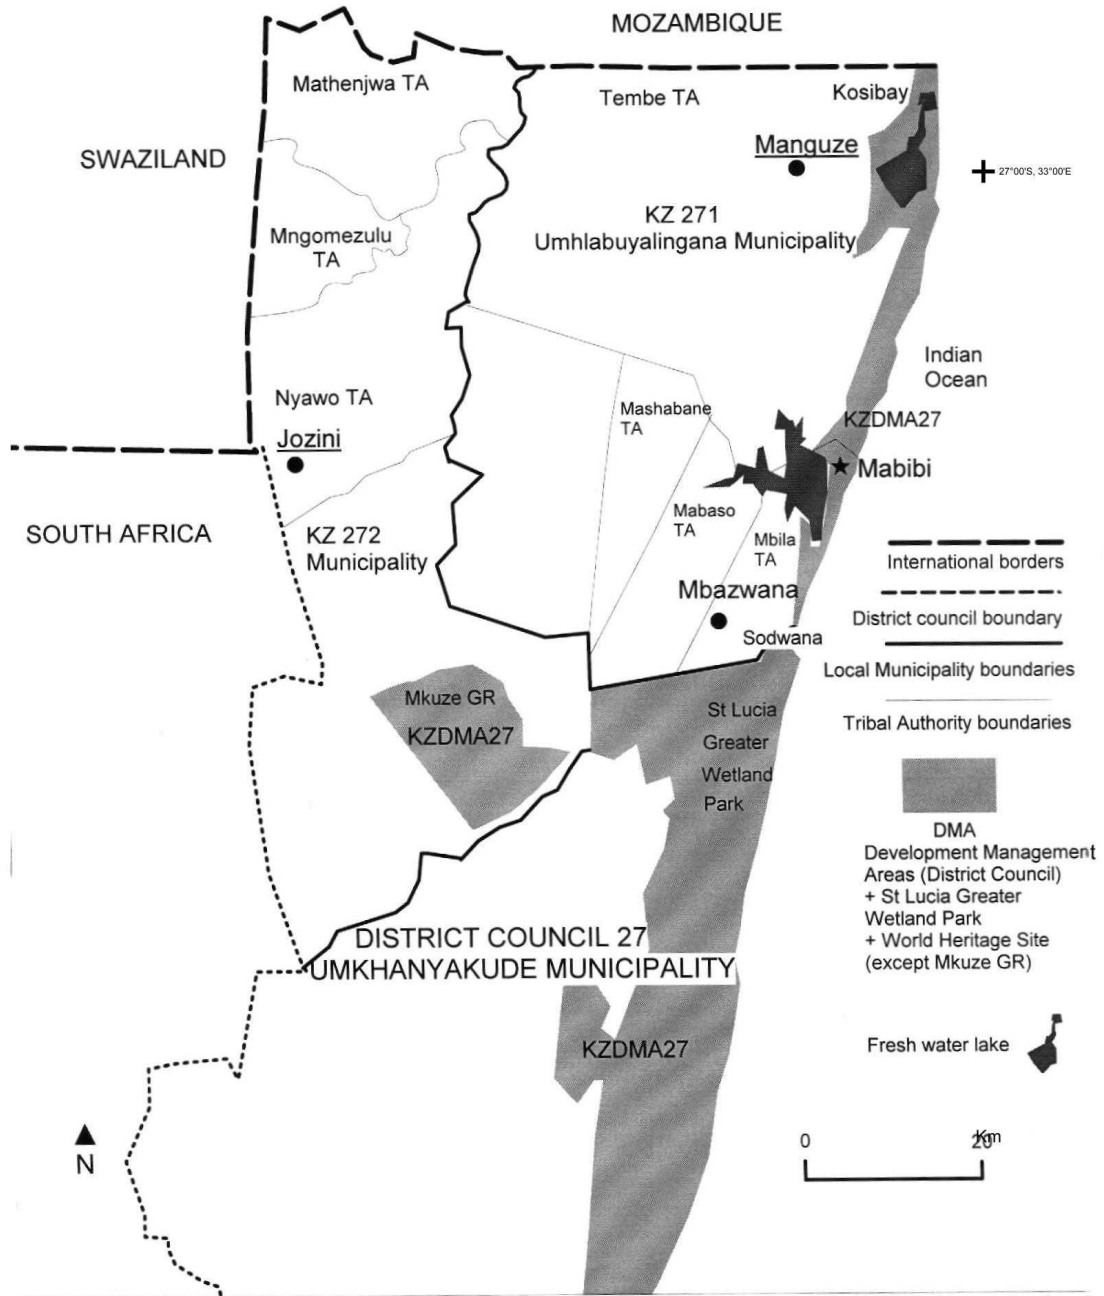 MOZAMBIQUE
Mathenjwa TA
Tembe TA
Kosibay
SWAZILAND
Manguze
27°00'S, 33°00'E
KZ 271
Umhlabuyalingana Municipality
Mngomezulu
TA
Indian
Ocean
Nyawo TA
Mashabane
TA
KZDMA27
Jozini
Mabibi
SOUTH AFRICA
KZ 272
Municipality
Mabaso
TA
Mbila
TA
International borders
Mbazwana
District council boundary
Sodwana
Local Municipality boundaries
Mkuze GR
KZDMA27
St Lucia
Greater
Wetland
Park
Tribal Authority boundaries
DMA
Development Management
Areas (District Council)
+ St Lucia Greater
Wetland Park
+ World Heritage Site
(except Mkuze GR)
DISTRICT COUNCIL 27
UMKHANYAKUDE MUNICIPALITY
KZDMA27
Fresh water lake
N
0
20
Km